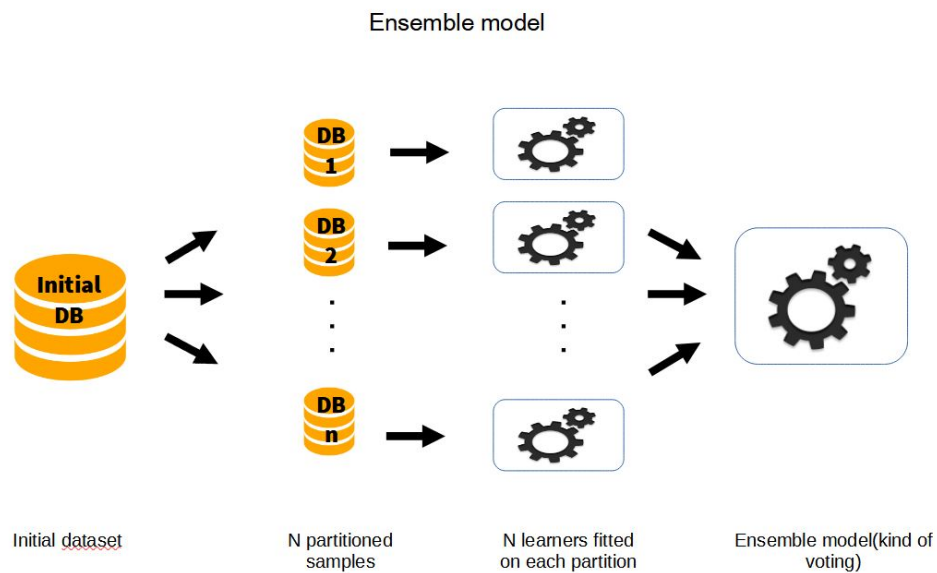 Ensemble model
Initial
DB
DB
1
DB
2
DB
n
Initial dataset
N partitioned
samples
N learners fitted
on each partition
Ensemble model(kind of
voting)